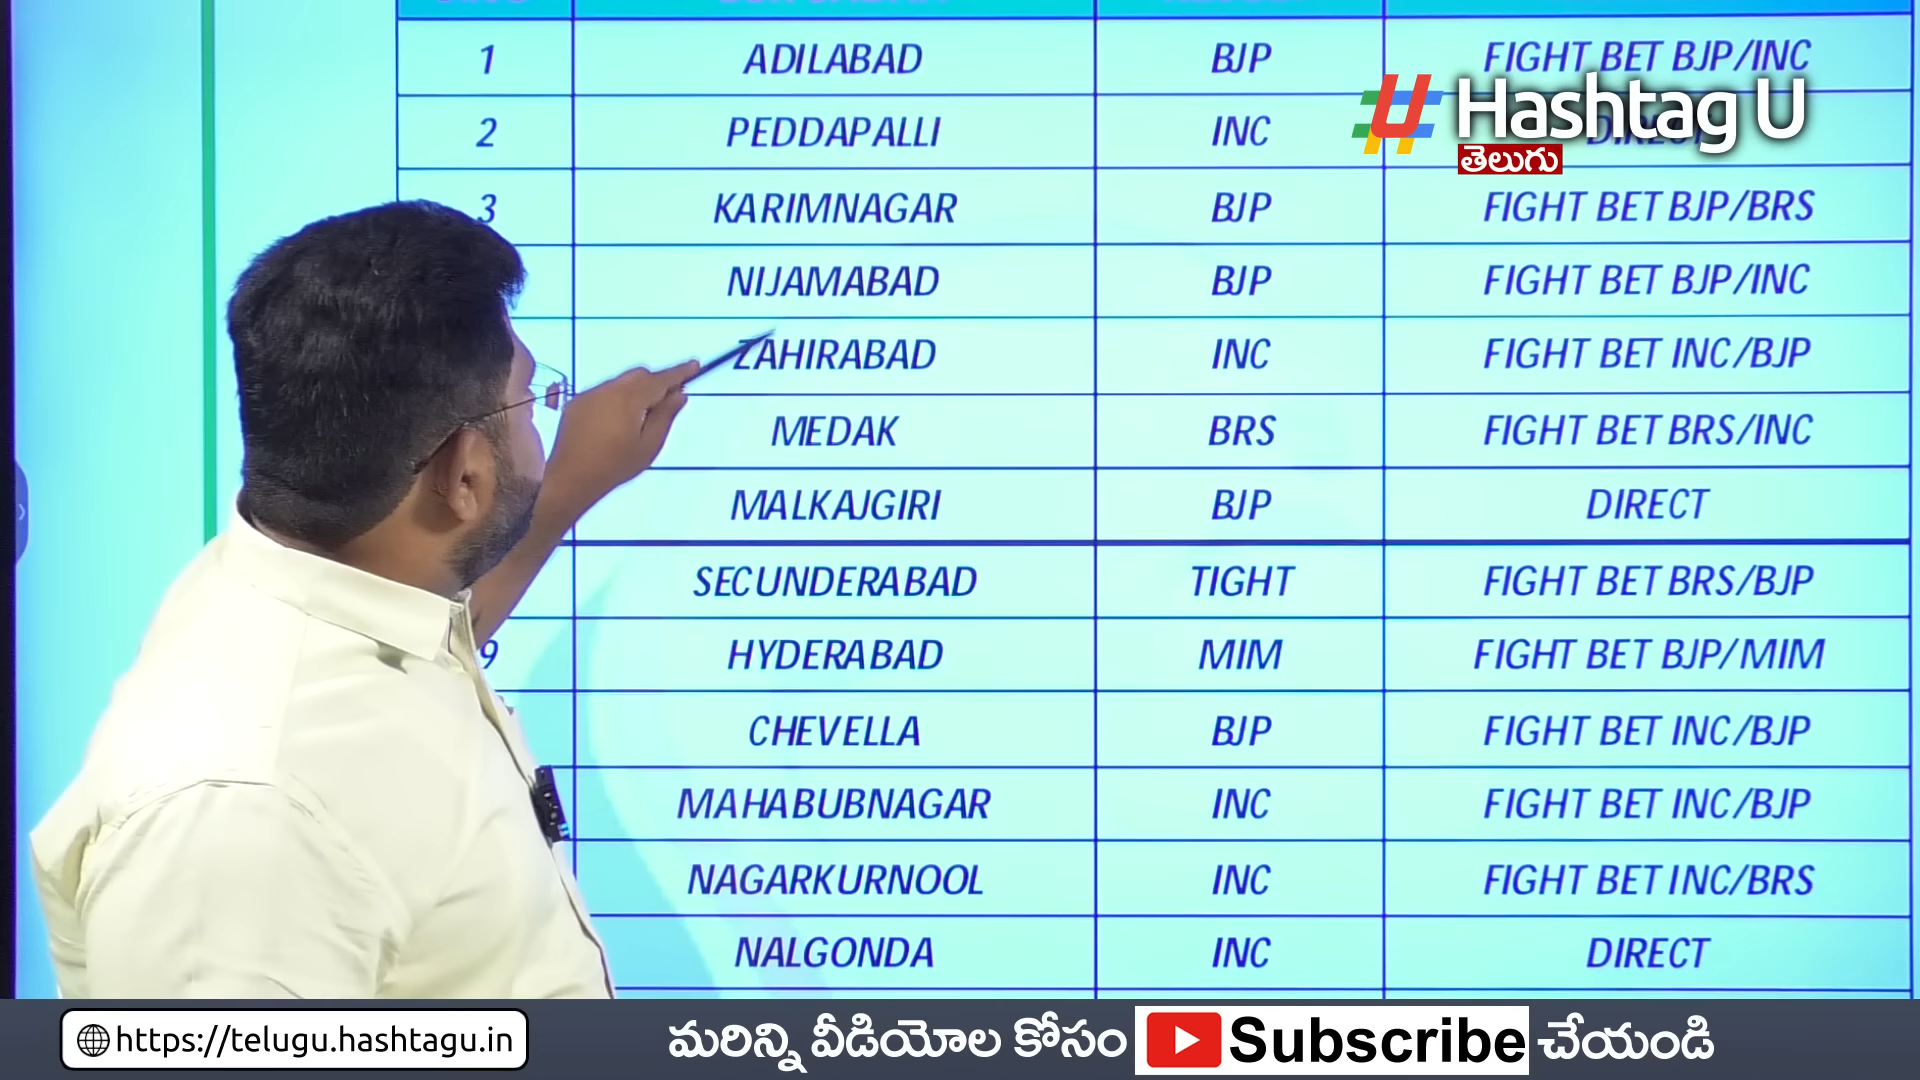 1 ADILABAD BJP FIGHT BET BJP/INC
Hashtag U
తెలుగు
2 PEDDAPALLI INC DIRECT
3 KARIMNAGAR BJP FIGHT BET BJP/BRS
NIJAMABAD BJP FIGHT BET BJP/INC
ZAHIRABAD INC FIGHT BET INC/BJP
MEDAK BRS FIGHT BET BRS/INC
MALKAJGIRI BJP DIRECT
SECUNDERABAD TIGHT FIGHT BET BRS/BJP
9 HYDERABAD MIM FIGHT BET BJP/MIM
CHEVELLA BJP FIGHT BET INC/BJP
MAHABUBNAGAR INC FIGHT BET INC/BJP
NAGARKURNOOL INC FIGHT BET INC/BRS
NALGONDA INC DIRECT
https://telugu.hashtagu.in మరిన్ని వీడియోల కోసం Subscribe చేయండి